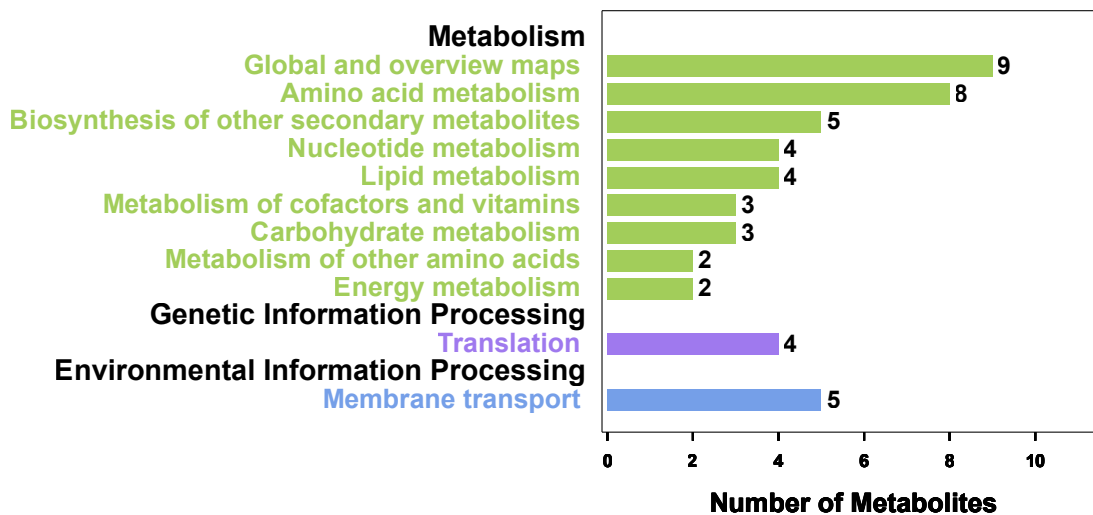 Metabolism
Global and overview maps 9
Amino acid metabolism 8
Biosynthesis of other secondary metabolites 5
Nucleotide metabolism 4
Lipid metabolism 4
Metabolism of cofactors and vitamins 3
Carbohydrate metabolism 3
Metabolism of other amino acids 2
Energy metabolism 2
Genetic Information Processing
Translation 4
Environmental Information Processing
Membrane transport 5
0 2 4 6 8 10
Number of Metabolites